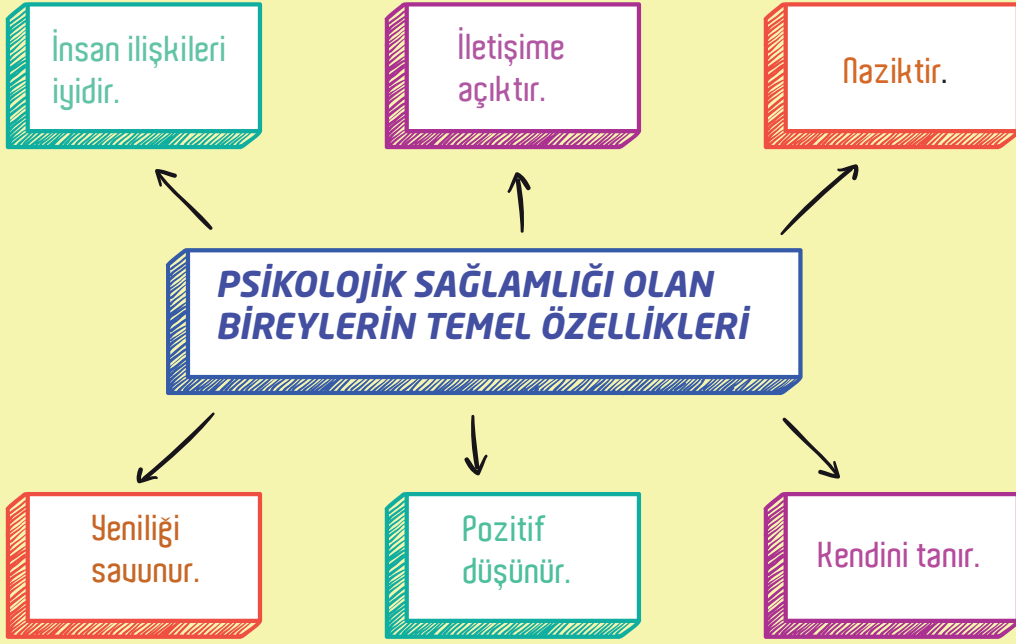 İnsan ilişkileri
iyidir.
İletişime
açıktır.
Naziktir.
PSİKOLOJİK SAĞLAMLIĞI OLAN
BİREYLERİN TEMEL ÖZELLİKLERİ
Yeniliği
savunur.
Pozitif
düşünür.
Kendini tanır.